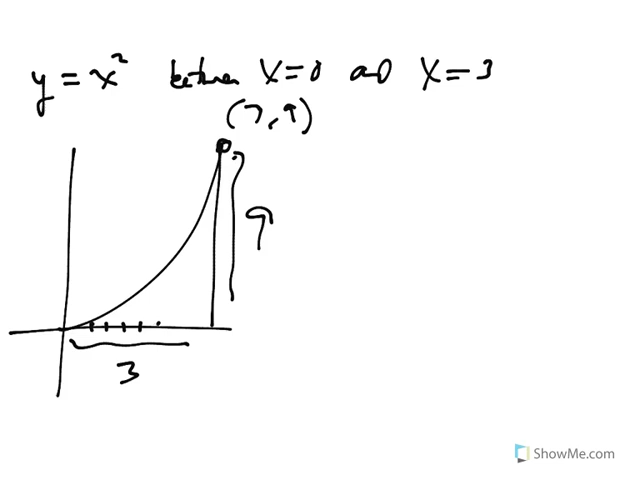 y = x² between x = 0 and x = 3
(3, 9)
9
3
ShowMe.com